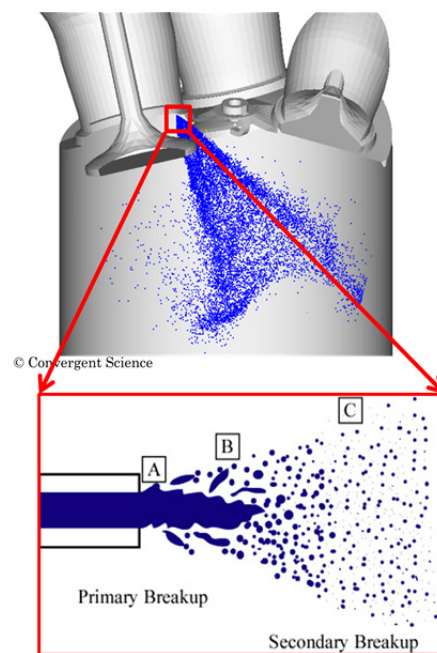 © Convergent Science
A
B
C
Primary Breakup
Secondary Breakup